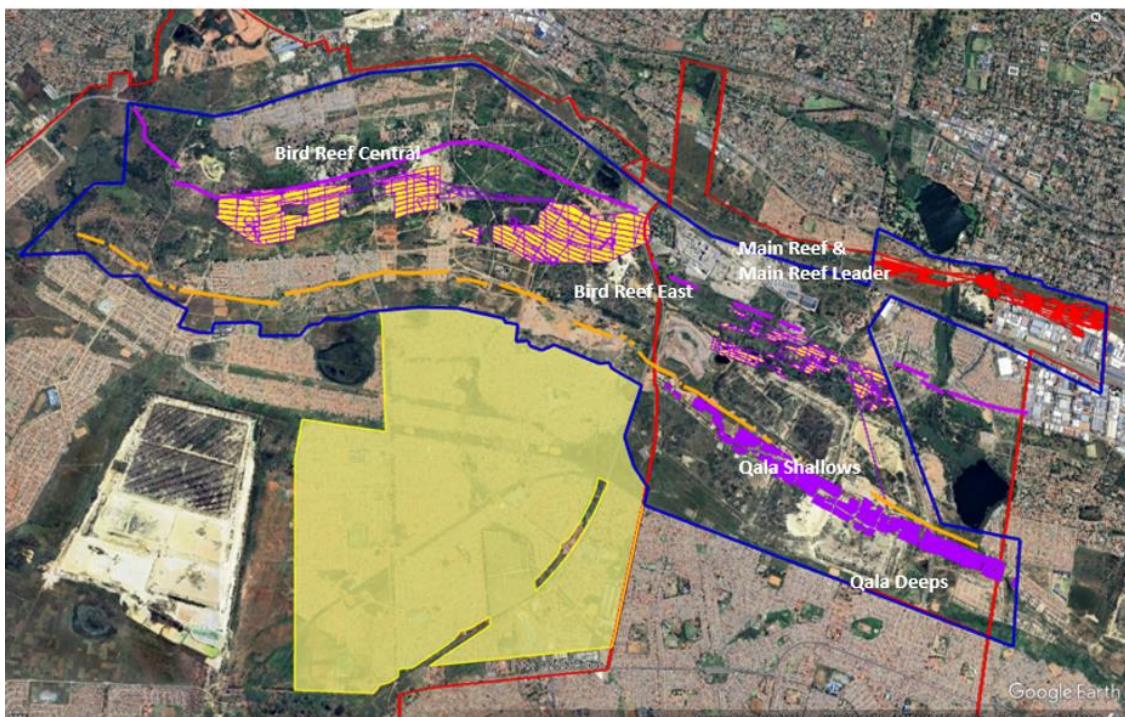 Bird Reef Central
Main Reef &
Main Reef Leader
Bird Reef East
Qala Shallows
Qala Deeps
Google Earth